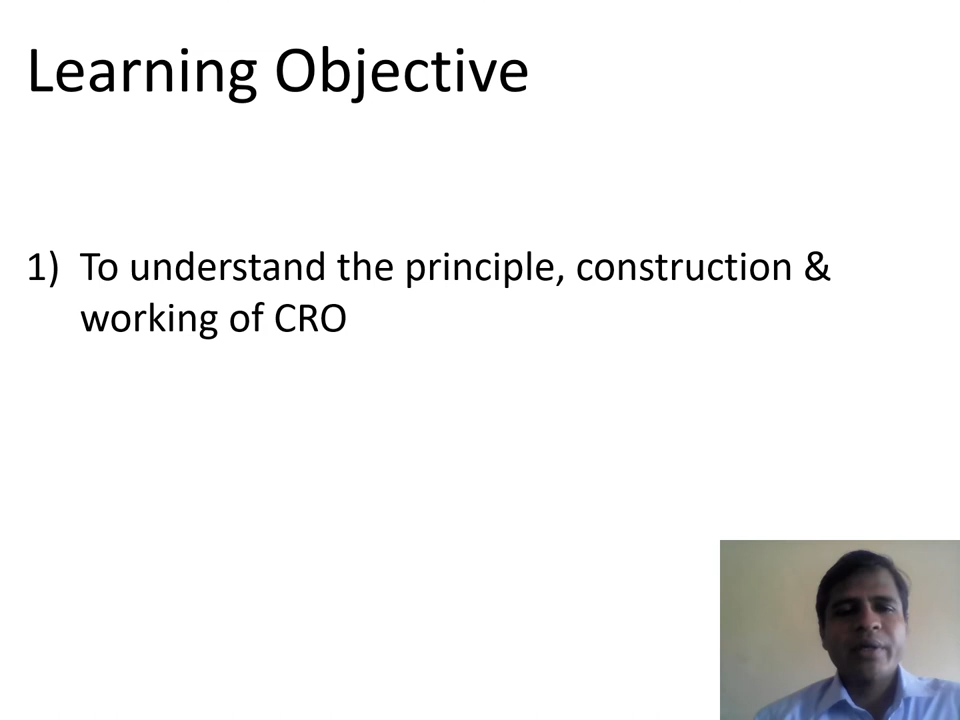 Learning Objective
1) To understand the principle, construction &
working of CRO